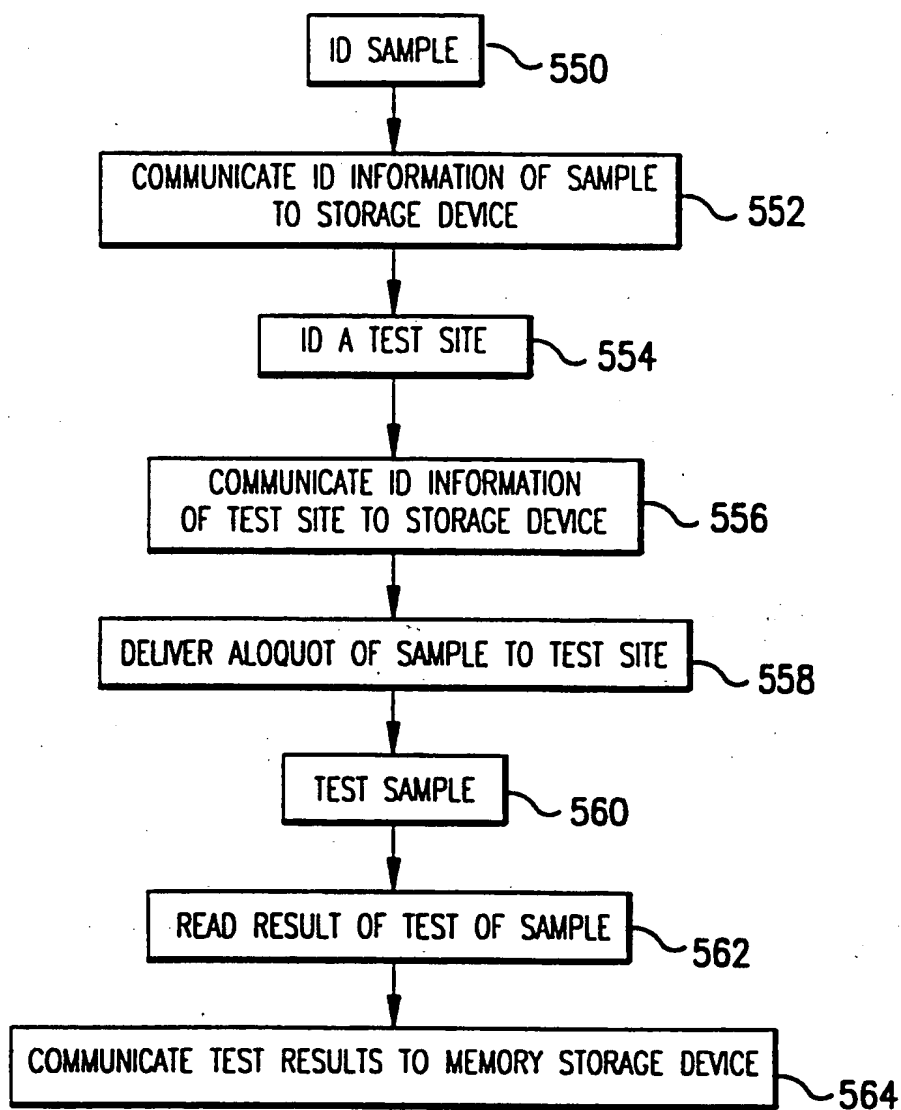 ID SAMPLE
550
COMMUNICATE ID INFORMATION OF SAMPLE
TO STORAGE DEVICE
552
ID A TEST SITE
554
COMMUNICATE ID INFORMATION
OF TEST SITE TO STORAGE DEVICE
556
DELIVER ALOQUOT OF SAMPLE TO TEST SITE
558
TEST SAMPLE
560
READ RESULT OF TEST OF SAMPLE
562
COMMUNICATE TEST RESULTS TO MEMORY STORAGE DEVICE
564